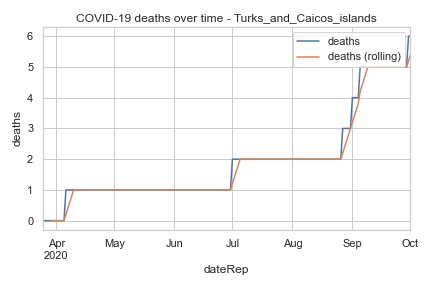 COVID-19 deaths over time - Turks_and_Caicos_islands
deaths
deaths (rolling)
6
5
4
3
2
1
0
deaths
Apr
2020
May
Jun
Jul
Aug
Sep
Oct
dateRep